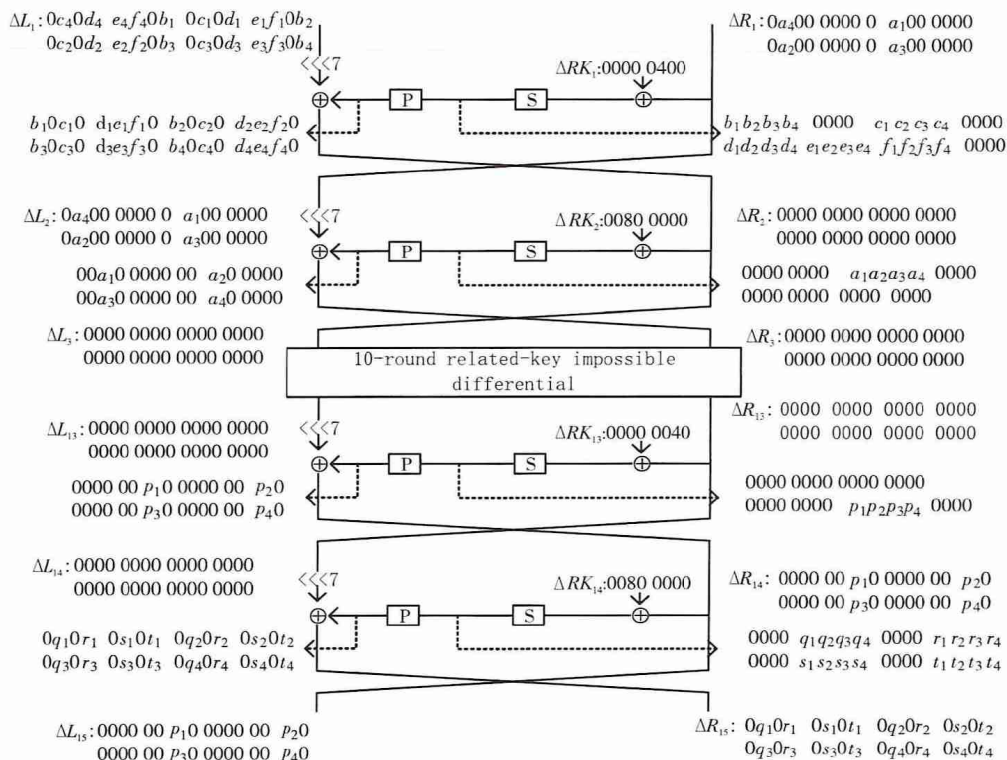 ΔL₁: 0c₄0d₄ e₄f₄0b₁ 0c₁0d₁ e₁f₁0b₂
0c₂0d₂ e₂f₂0b₃ 0c₃0d₃ e₃f₃0b₄
ΔR₁: 0a₄00 0000 0 a₁00 0000
0a₂00 0000 0 a₃00 0000
<<<7
ΔRK₁:0000 0400
P
S
b₁0c₁0 d₁e₁f₁0 b₂0c₂0 d₂e₂f₂0
b₃0c₃0 d₃e₃f₃0 b₄0c₄0 d₄e₄f₄0
b₁b₂b₃b₄ 0000 c₁c₂c₃c₄ 0000
d₁d₂d₃d₄ e₁e₂e₃e₄ f₁f₂f₃f₄ 0000
ΔL₂: 0a₄00 0000 0 a₁00 0000
0a₂00 0000 0 a₃00 0000
<<<7
ΔRK₂:0080 0000
ΔR₂: 0000 0000 0000 0000
0000 0000 0000 0000
P
S
00a₁0 0000 00 a₂0 0000
00a₃0 0000 00 a₄0 0000
0000 0000 a₁a₂a₃a₄ 0000
0000 0000 0000 0000
ΔL₃: 0000 0000 0000 0000
0000 0000 0000 0000
ΔR₃: 0000 0000 0000 0000
0000 0000 0000 0000
10-round related-key impossible
differential
ΔL₁₃: 0000 0000 0000 0000
0000 0000 0000 0000
ΔR₁₃: 0000 0000 0000 0000
0000 0000 0000 0000
<<<7
ΔRK₁₃:0000 0040
P
S
0000 00 p₁0 0000 00 p₂0
0000 00 p₃0 0000 00 p₄0
0000 0000 0000 0000
0000 0000 p₁p₂p₃p₄ 0000
ΔL₁₄: 0000 0000 0000 0000
0000 0000 0000 0000
<<<7
ΔRK₁₄:0080 0000
ΔR₁₄: 0000 00 p₁0 0000 00 p₂0
0000 00 p₃0 0000 00 p₄0
P
S
0q₁0r₁ 0s₁0t₁ 0q₂0r₂ 0s₂0t₂
0q₃0r₃ 0s₃0t₃ 0q₄0r₄ 0s₄0t₄
0000 q₁q₂q₃q₄ 0000 r₁r₂r₃r₄
0000 s₁s₂s₃s₄ 0000 t₁t₂t₃t₄
ΔL₁₅: 0000 00 p₁0 0000 00 p₂0
0000 00 p₃0 0000 00 p₄0
ΔR₁₅: 0q₁0r₁ 0s₁0t₁ 0q₂0r₂ 0s₂0t₂
0q₃0r₃ 0s₃0t₃ 0q₄0r₄ 0s₄0t₄